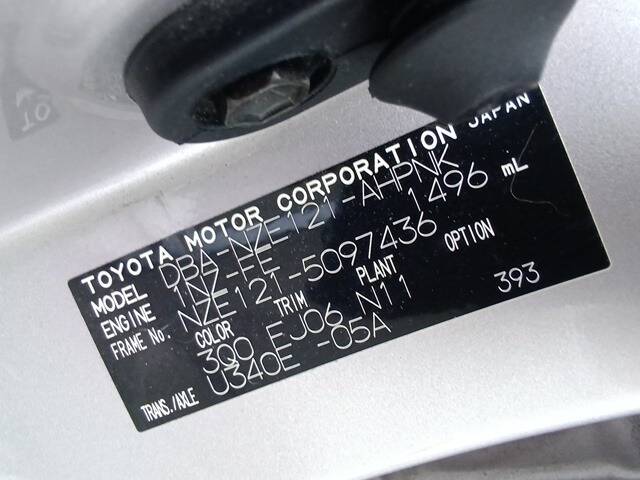 TOYOTA MOTOR CORPORATION JAPAN
MODEL DBA-NZE121-AHPNK
ENGINE 1NZ-FE 1496 mL
FRAME No. NZE121-5097436
COLOR TRIM PLANT OPTION
3Q0 EJ06 N11 393
TRANS./AXLE U340E -05A